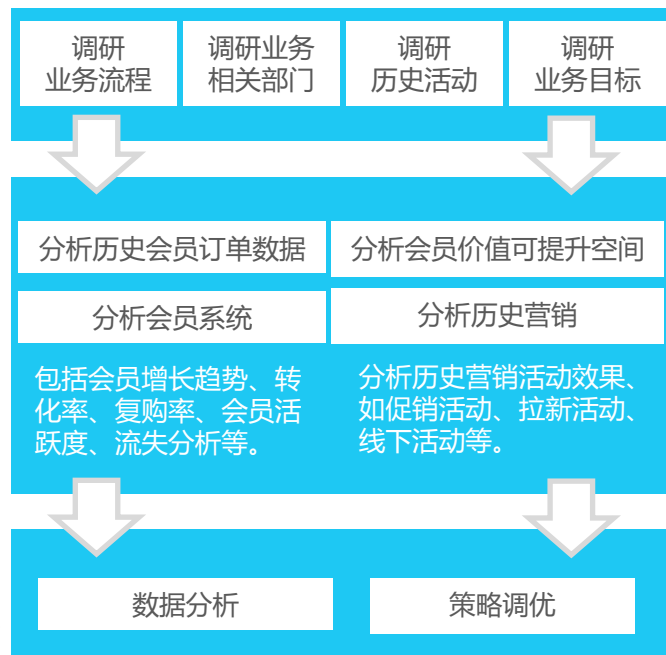 调研
业务流程
调研业务
相关部门
调研
历史活动
调研
业务目标
分析历史会员订单数据
分析会员价值可提升空间
分析会员系统
分析历史营销
包括会员增长趋势、转
化率、复购率、会员活
跃度、流失分析等。
分析历史营销活动效果、
如促销活动、拉新活动、
线下活动等。
数据分析
策略调优